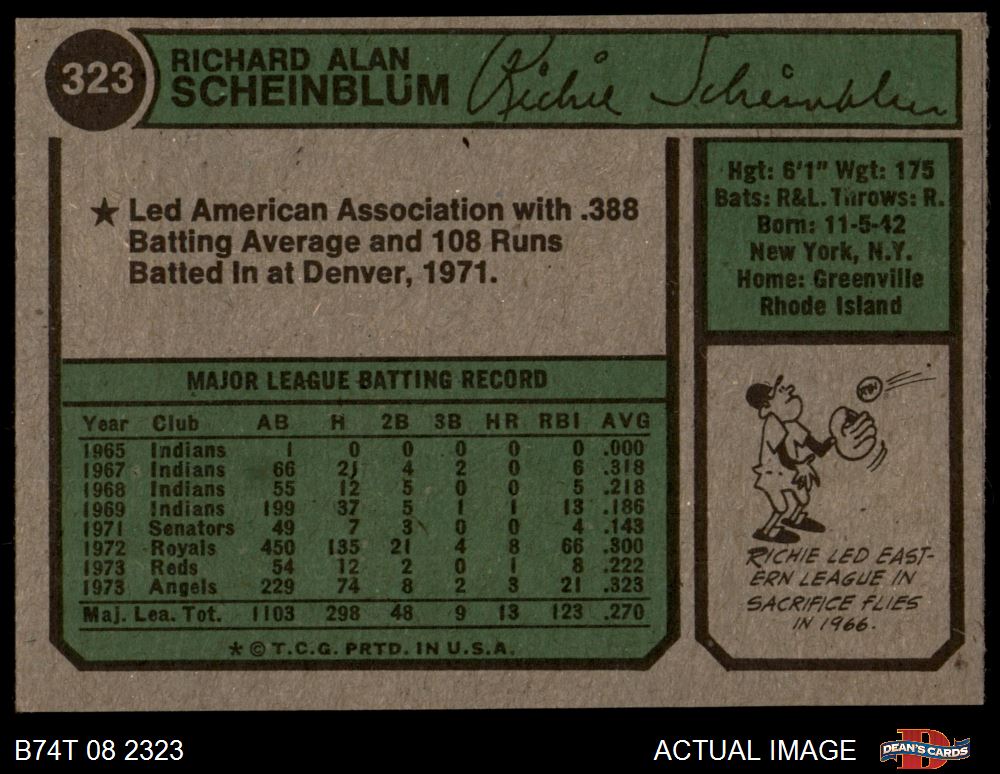 323
RICHARD ALAN
SCHEINBLUM
Richie Scheinblum
★ Led American Association with .388
Batting Average and 108 Runs
Batted In at Denver, 1971.
Hgt: 6'1" Wgt: 175
Bats: R&L. Throws: R.
Born: 11-5-42
New York, N.Y.
Home: Greenville
Rhode Island
MAJOR LEAGUE BATTING RECORD
Year Club AB H 2B 3B HR RBI AVG
1965 Indians 1 0 0 0 0 0 .000
1967 Indians 66 21 4 2 0 6 .318
1968 Indians 55 12 5 0 0 5 .218
1969 Indians 199 37 5 1 1 13 .186
1971 Senators 49 7 3 0 0 4 .143
1972 Royals 450 135 21 4 8 66 .300
1973 Reds 54 12 2 0 1 8 .222
1973 Angels 229 74 8 2 3 21 .323
Maj. Lea. Tot. 1103 298 48 9 13 123 .270
★ © T.C.G. PRTD. IN U.S.A.
RICHIE LED EAST-
ERN LEAGUE IN
SACRIFICE FLIES
IN 1966.
B74T 08 2323
ACTUAL IMAGE
DEAN'S CARDS